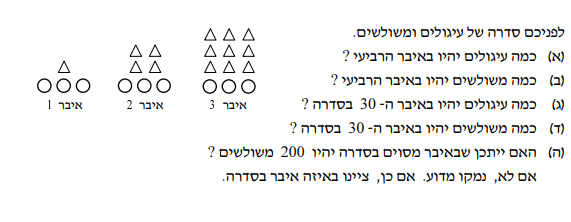 לפניכם סדרה של עיגולים ומשולשים.
(א) כמה עיגולים יהיו באיבר הרביעי ?
(ב) כמה משולשים יהיו באיבר הרביעי ?
(ג) כמה עיגולים יהיו באיבר ה- 30 בסדרה ?
(ד) כמה משולשים יהיו באיבר ה- 30 בסדרה ?
(ה) האם ייתכן שבאיבר מסוים בסדרה יהיו 200 משולשים ?
אם לא, נמקו מדוע. אם כן, ציינו באיזה איבר בסדרה.
איבר 1
איבר 2
איבר 3